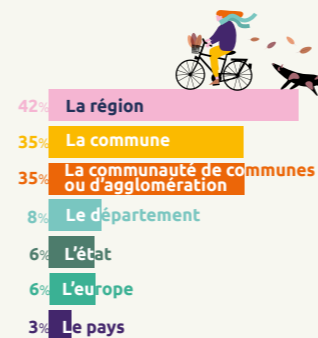 42% La région
35% La commune
35% La communauté de communes
ou d'agglomération
8% Le département
6% L'état
6% L'europe
3% Le pays